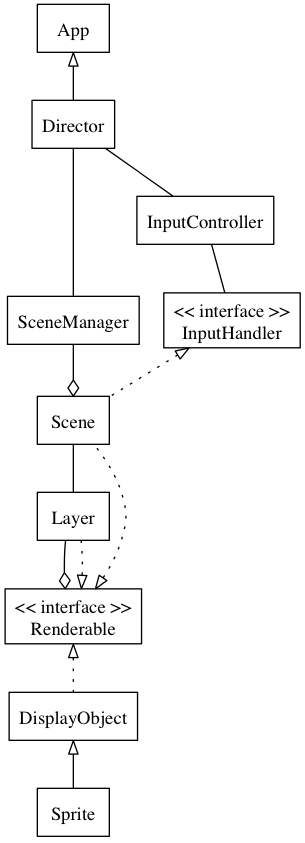 App
Director
InputController
SceneManager
<< interface >>
InputHandler
Scene
Layer
<< interface >>
Renderable
DisplayObject
Sprite